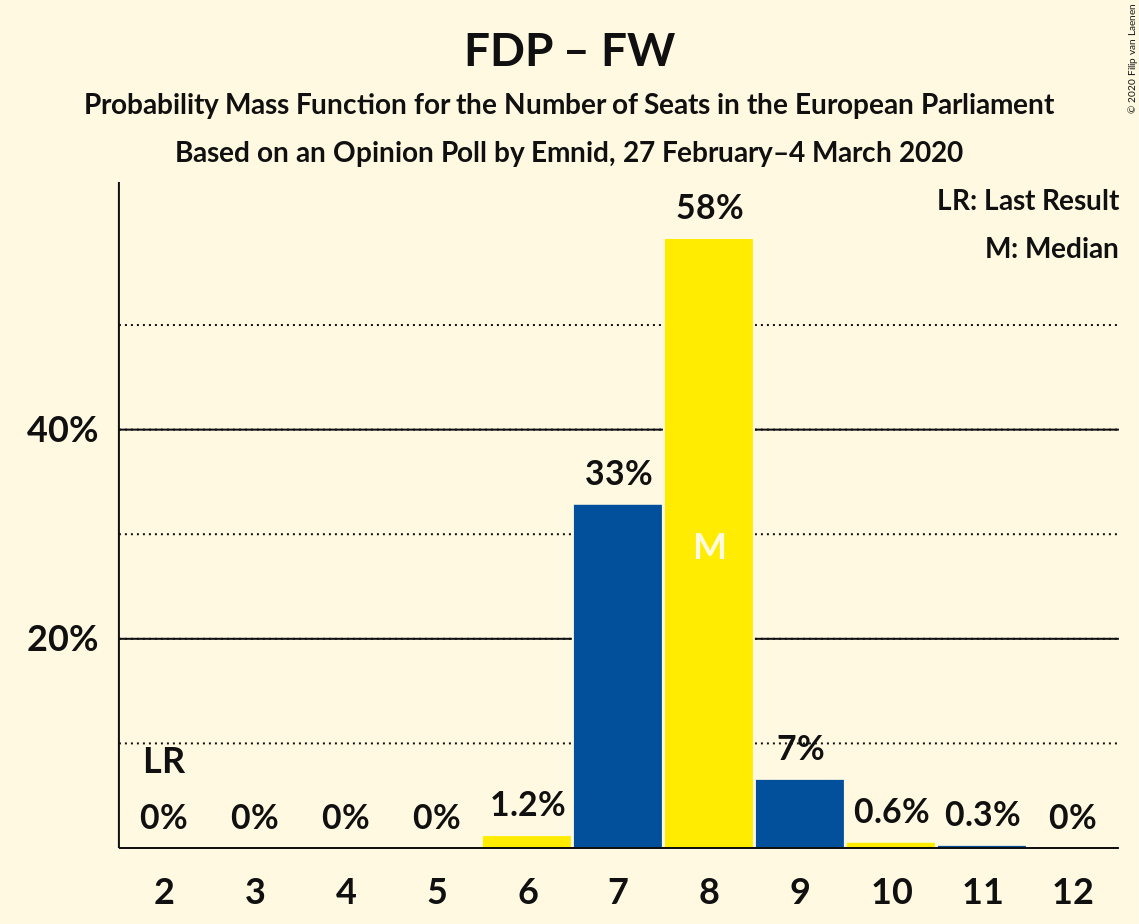 FDP – FW
Probability Mass Function for the Number of Seats in the European Parliament
Based on an Opinion Poll by Emnid, 27 February–4 March 2020
© 2020 Filip van Laenen
LR: Last Result
M: Median
58%
40%
33%
M
20%
7%
LR
0% 0% 0% 0% 1.2% 0.6% 0.3% 0%
2 3 4 5 6 7 8 9 10 11 12